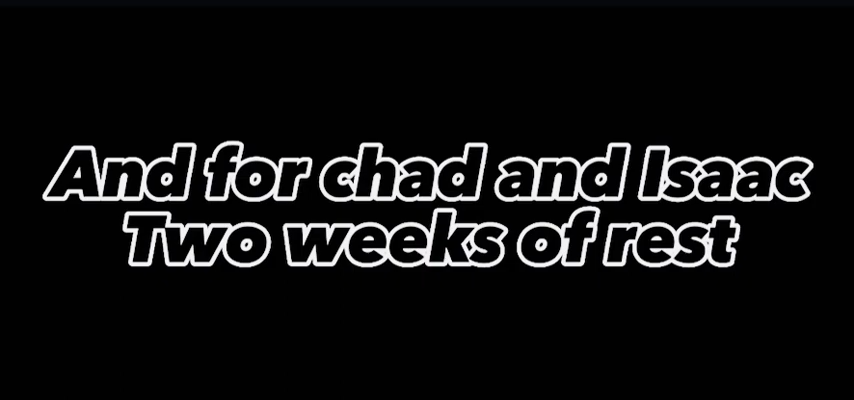 And for chad and Isaac
Two weeks of rest